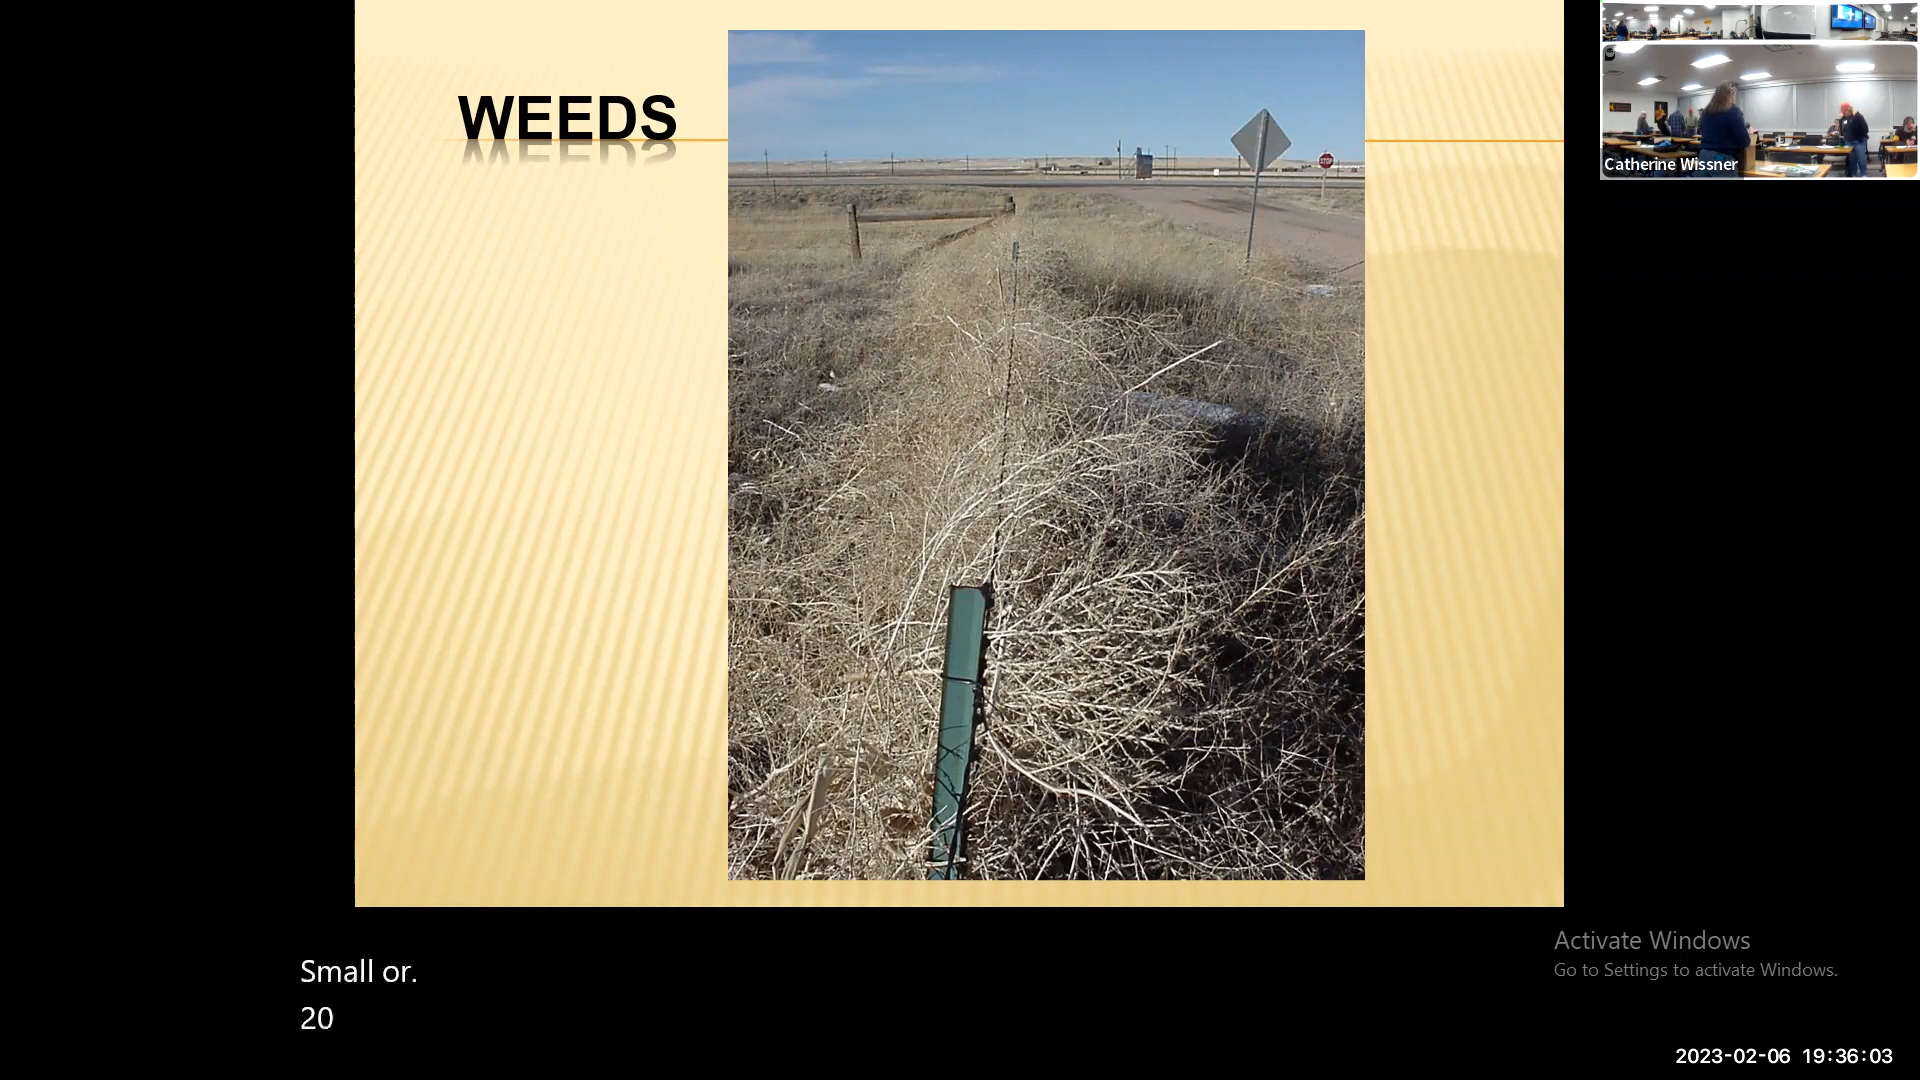 WEEDS
STOP
Catherine Wissner
Small or.
20
Activate Windows
Go to Settings to activate Windows.
2023-02-06 19:36:03